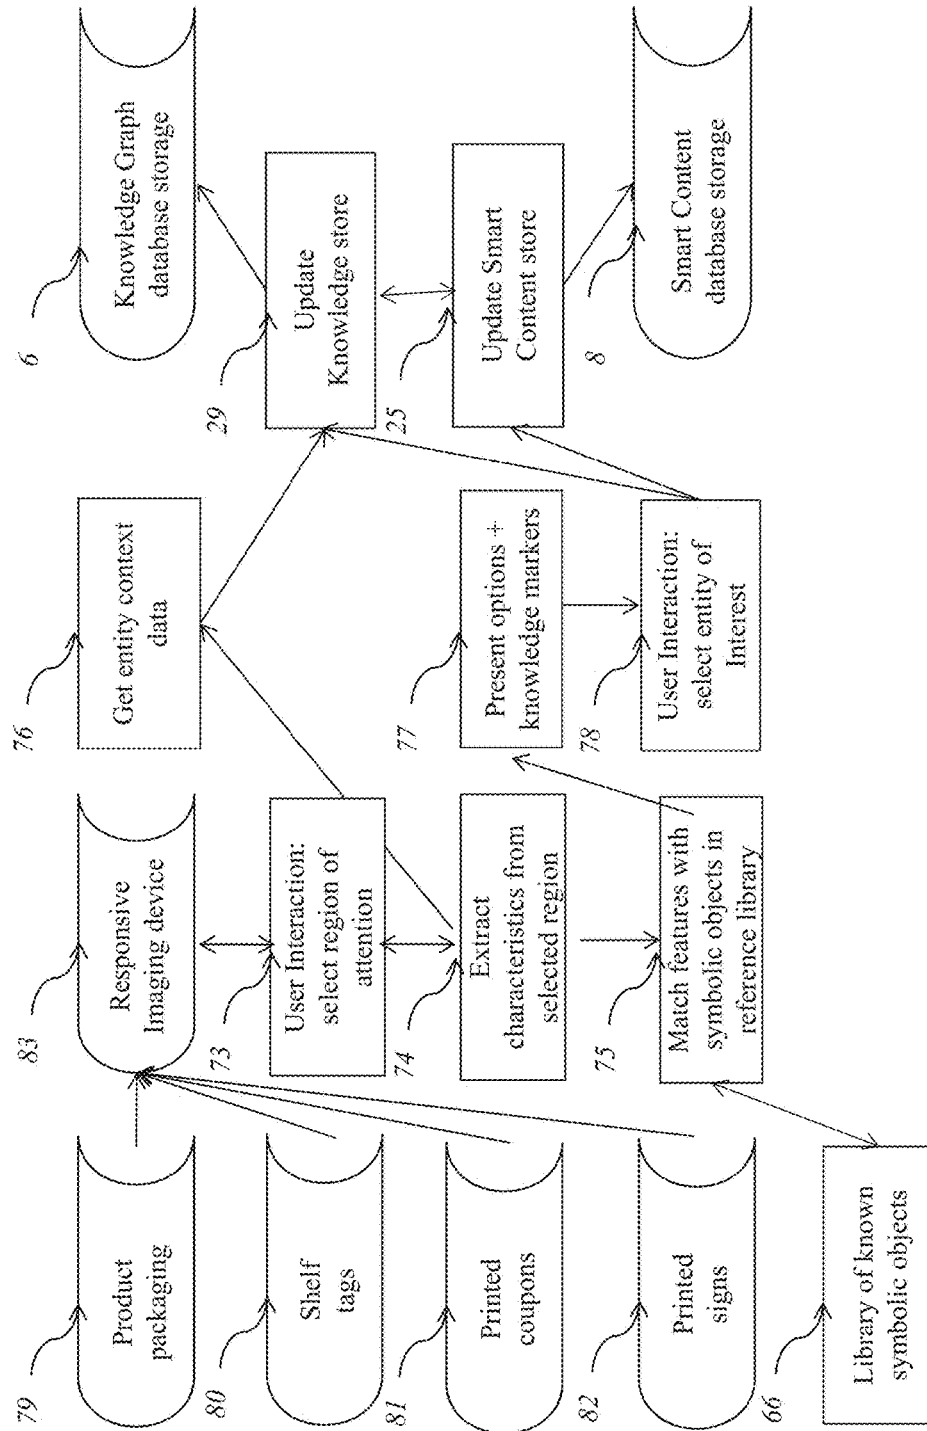 79
Product
packaging
80
Shelf
tags
81
Printed
coupons
82
Printed
signs
66
Library of known
symbolic objects
83
Responsive
Imaging device
73
User Interaction:
select region of
attention
74
Extract
characteristics from
selected region
75
Match features with
symbolic objects in
reference library
76
Get entity context
data
77
Present options +
knowledge markers
78
User Interaction:
select entity of
Interest
6
Knowledge Graph
database storage
29
Update
Knowledge store
25
Update Smart
Content store
8
Smart Content
database storage